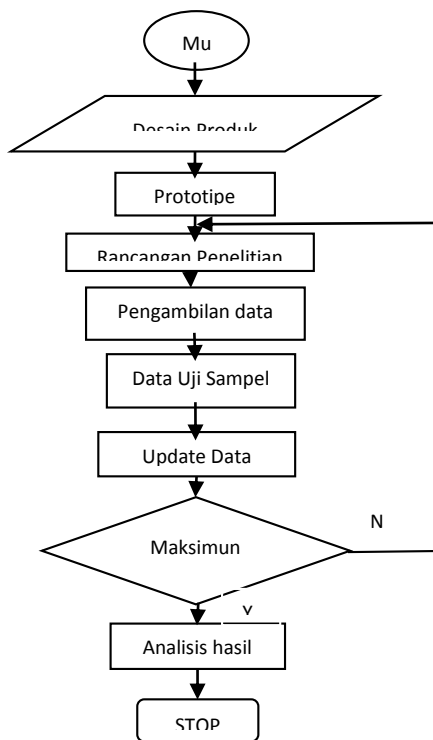 Mu
Desain Produk
Prototipe
Rancangan Penelitian
Pengambilan data
Data Uji Sampel
Update Data
Maksimun
N
Y
Analisis hasil
STOP